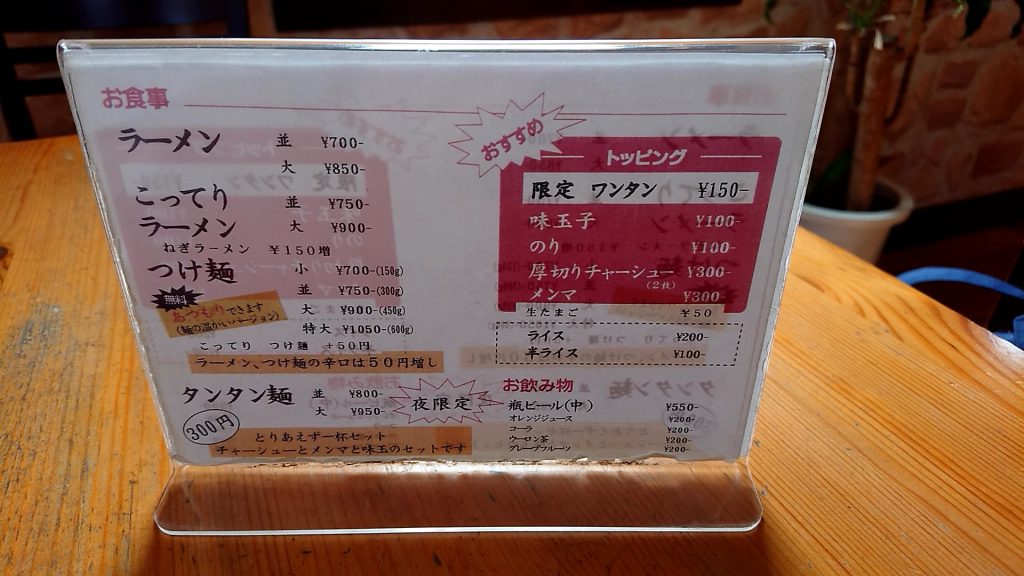 お食事
ラーメン 並 ¥700-
大 ¥850-
こってり 並 ¥750-
ラーメン 大 ¥900-
ねぎラーメン ¥150増
つけ麺 小 ¥700-(150g)
無料 並 ¥750-(300g)
あつもりできます 大 ¥900-(450g)
(麺の温かいバージョン) 特大 ¥1050-(600g)
こってり つけ麺 +50円
ラーメン、つけ麺の辛口は50円増し
タンタン麺 並 ¥800-
大 ¥950-
夜限定
300円
とりあえず一杯セット
チャーシューとメンマと味玉のセットです
おすすめ
トッピング
限定 ワンタン ¥150-
味玉子 ¥100-
のり ¥100-
厚切りチャーシュー ¥300-
(2枚)
メンマ ¥300-
生たまご ¥50
ライス ¥200-
半ライス ¥100-
お飲み物
瓶ビール(中) ¥550-
オレンジジュース ¥200-
コーラ ¥200-
ウーロン茶 ¥200-
グレープフルーツ ¥200-